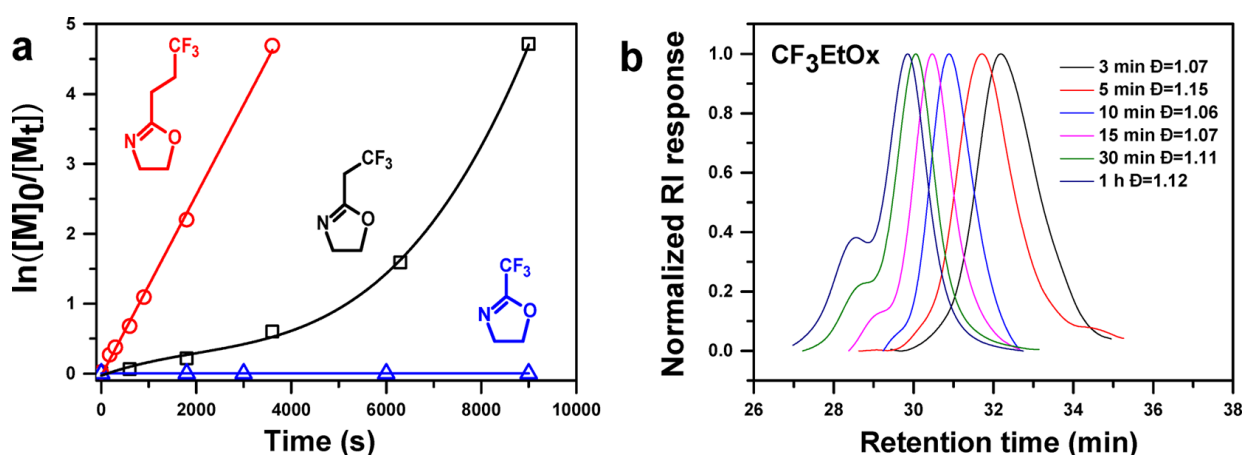 a
ln([M]0/[Mt])
5
4
3
2
1
0
0
2000
4000
6000
8000
10000
Time (s)
CF3
N
O
CF3
N
O
CF3
N
O
b
CF3EtOx
3 min Đ=1.07
5 min Đ=1.15
10 min Đ=1.06
15 min Đ=1.07
30 min Đ=1.11
1 h Đ=1.12
Normalized RI response
1.0
0.8
0.6
0.4
0.2
0.0
26
28
30
32
34
36
38
Retention time (min)